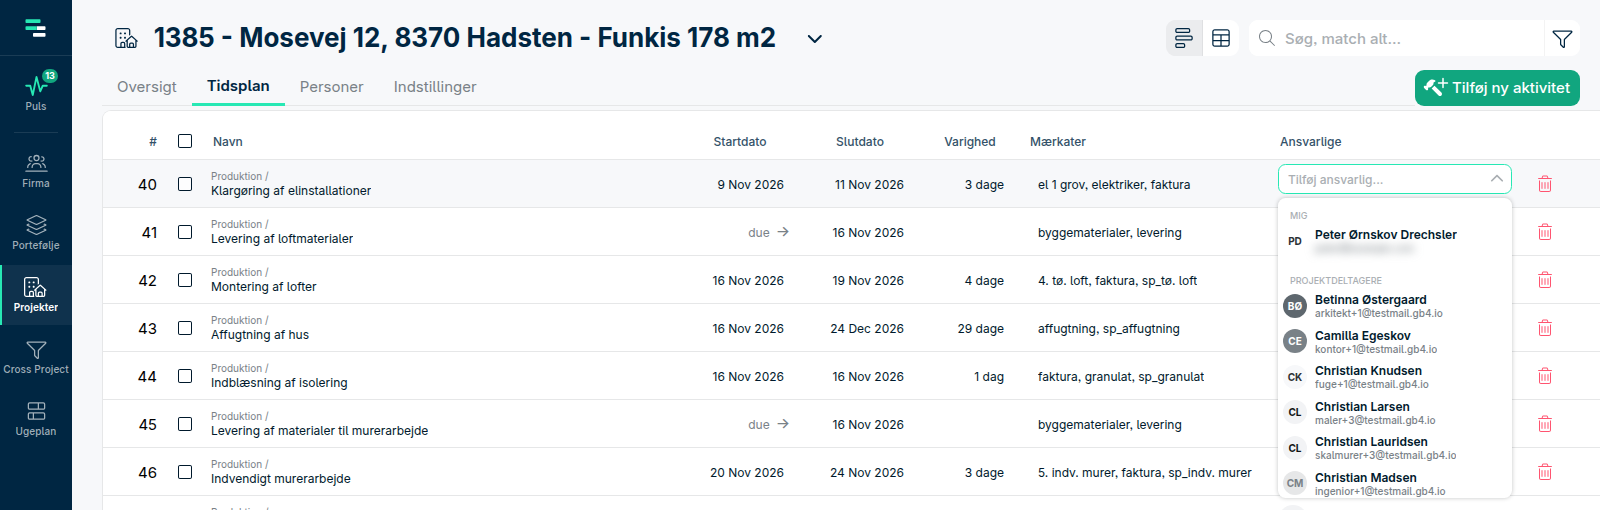 1385 - Mosevej 12, 8370 Hadsten - Funkis 178 m2
Søg, match alt...
13
Puls
Firma
Portefølje
Projekter
Cross Project
Ugeplan
Oversigt Tidsplan Personer Indstillinger
Tilføj ny aktivitet
# Navn Startdato Slutdato Varighed Mærkater Ansvarlige
Produktion /
40 Klargøring af elinstallationer 9 Nov 2026 11 Nov 2026 3 dage el 1 grov, elektriker, faktura
Produktion /
41 Levering af loftmaterialer due → 16 Nov 2026 byggematerialer, levering
Produktion /
42 Montering af lofter 16 Nov 2026 19 Nov 2026 4 dage 4. tø. loft, faktura, sp_tø. loft
Produktion /
43 Affugtning af hus 16 Nov 2026 24 Dec 2026 29 dage affugtning, sp_affugtning
Produktion /
44 Indblæsning af isolering 16 Nov 2026 16 Nov 2026 1 dag faktura, granulat, sp_granulat
Produktion /
45 Levering af materialer til murerarbejde due → 16 Nov 2026 byggematerialer, levering
Produktion /
46 Indvendigt murerarbejde 20 Nov 2026 24 Nov 2026 3 dage 5. indv. murer, faktura, sp_indv. murer
Tilføj ansvarlig...
MIG
PD Peter Ørnskov Drechsler
PROJEKTDELTAGERE
BØ Betinna Østergaard
arkitekt+1@testmail.gb4.io
CE Camilla Egeskov
kontor+1@testmail.gb4.io
CK Christian Knudsen
fuge+1@testmail.gb4.io
CL Christian Larsen
maler+3@testmail.gb4.io
CL Christian Lauridsen
skalmurer+3@testmail.gb4.io
CM Christian Madsen
ingenior+1@testmail.gb4.io